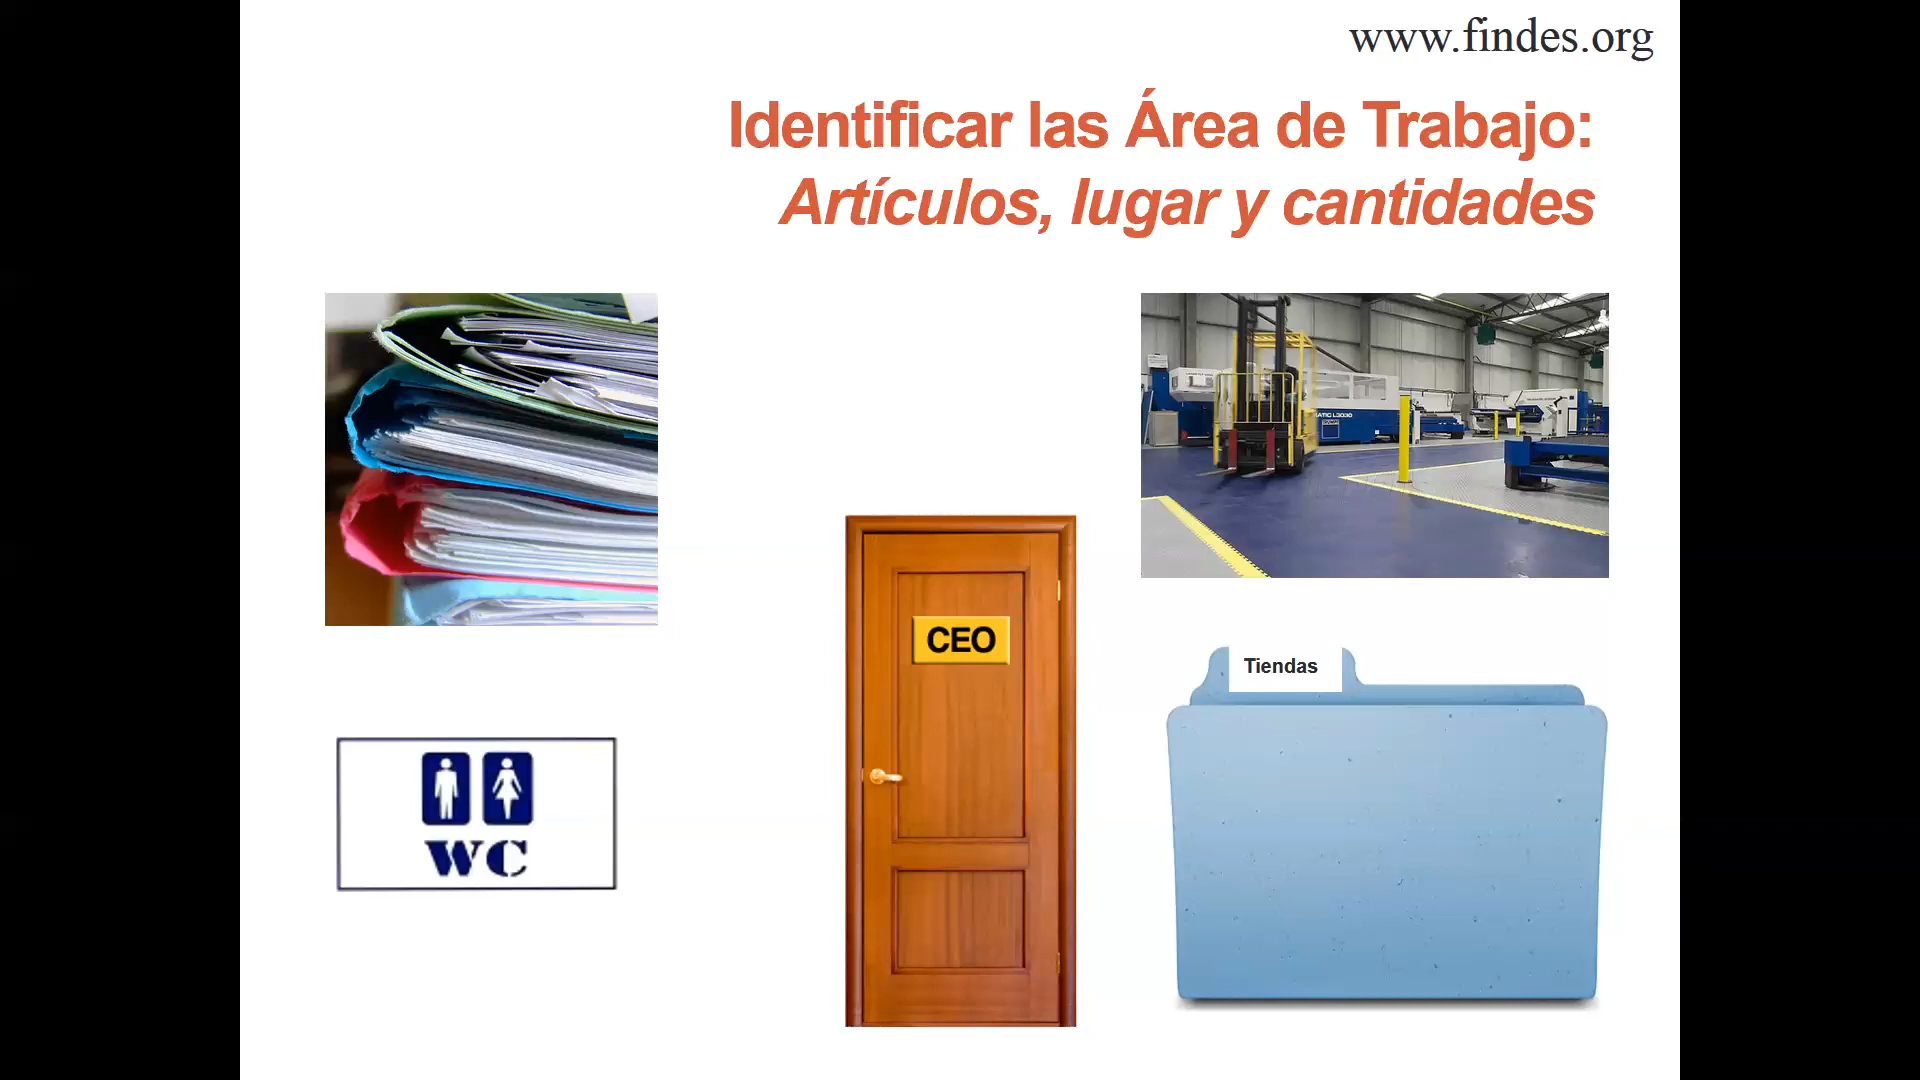 www.findes.org
Identificar las Área de Trabajo:
Artículos, lugar y cantidades
CEO
Tiendas
WC